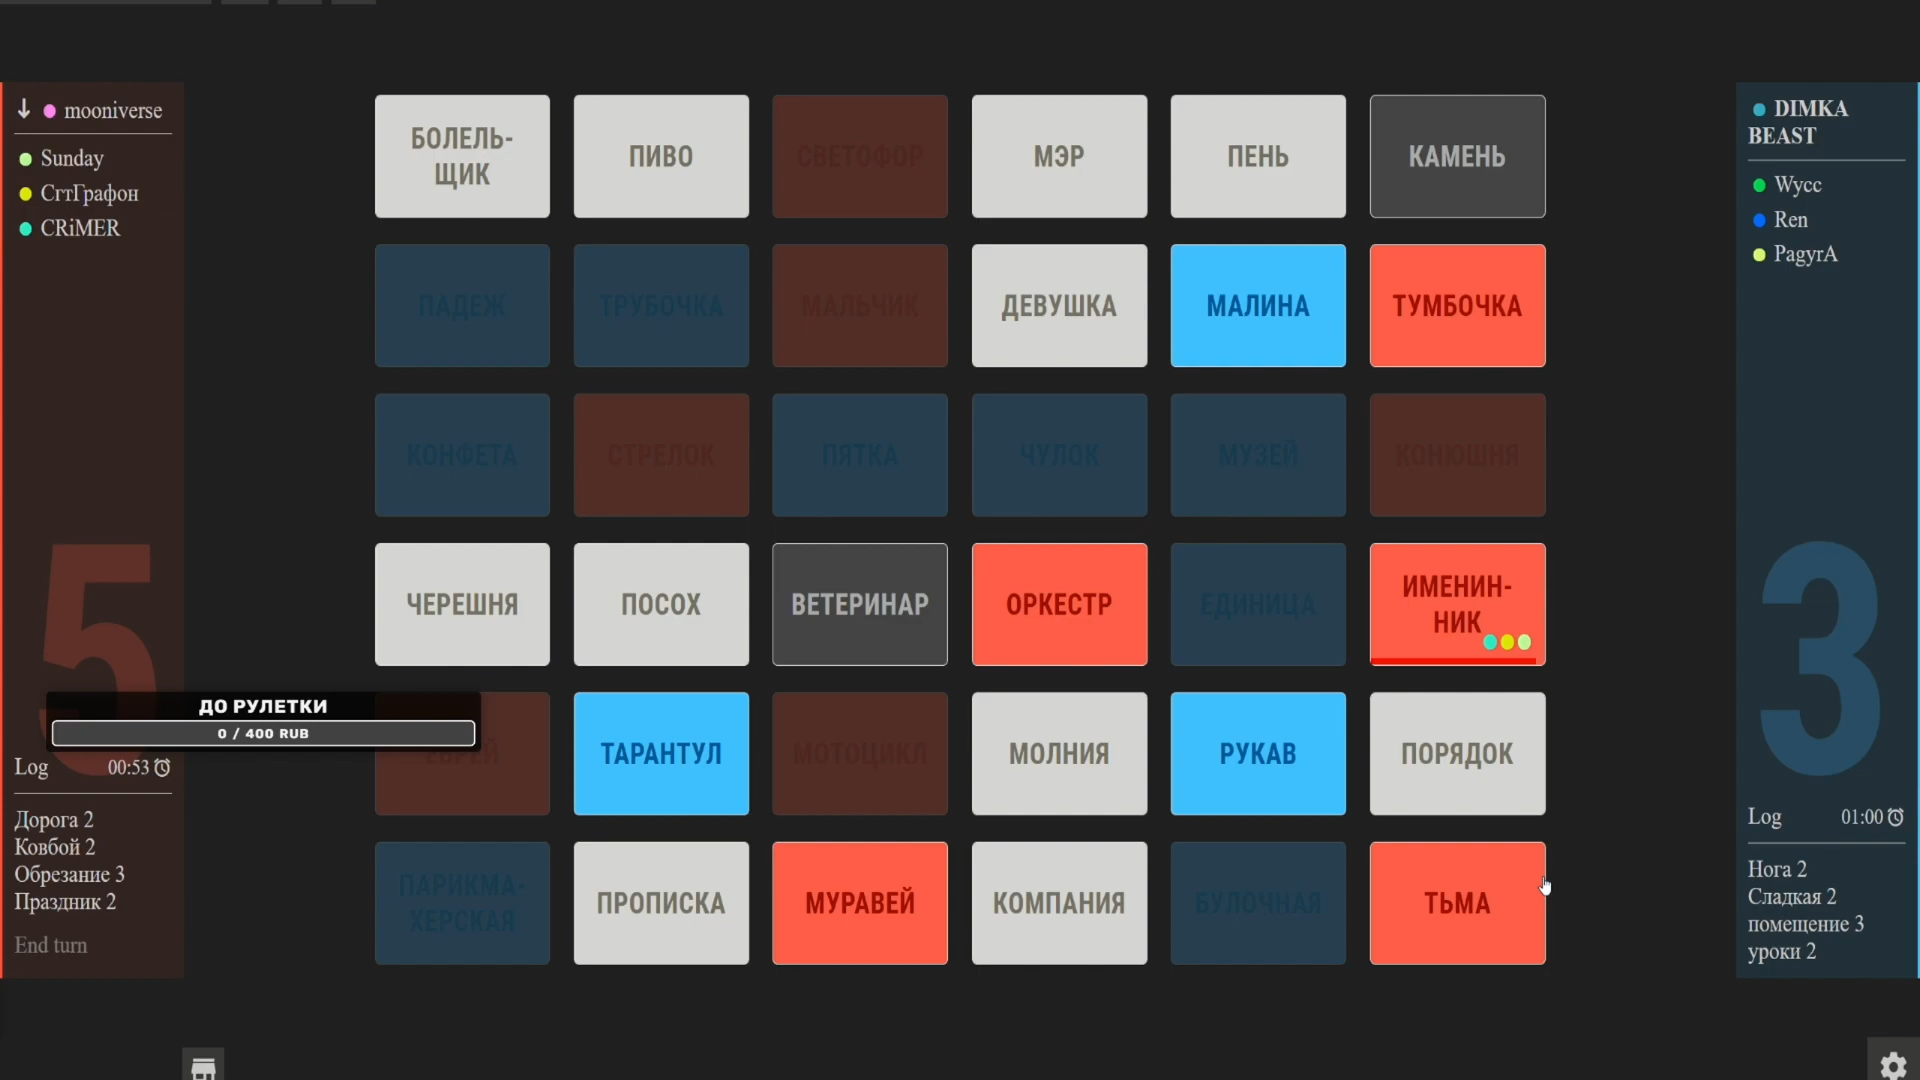 mooniverse
Sunday
СгтГрафон
CRiMER
5
ДО РУЛЕТКИ
0 / 400 RUB
Log 00:53
Дорога 2
Ковбой 2
Обрезание 3
Праздник 2
End turn
БОЛЕЛЬ-
ЩИК
ПИВО
СВЕТОФОР
МЭР
ПЕНЬ
КАМЕНЬ
ПАДЕЖ
ТРУБОЧКА
МАЛЬЧИК
ДЕВУШКА
МАЛИНА
ТУМБОЧКА
КОНФЕТА
СТРЕЛОК
ПЯТКА
ЧУЛОК
МУЗЕЙ
КОНЮШНЯ
ЧЕРЕШНЯ
ПОСОХ
ВЕТЕРИНАР
ОРКЕСТР
ЕДИНИЦА
ИМЕНИН-
НИК
ЕВРЕЙ
ТАРАНТУЛ
МОТОЦИКЛ
МОЛНИЯ
РУКАВ
ПОРЯДОК
ПАРИКМА-
ХЕРСКАЯ
ПРОПИСКА
МУРАВЕЙ
КОМПАНИЯ
БУЛОЧНАЯ
ТЬМА
DIMKA
BEAST
Wycc
Ren
PagyrA
3
Log 01:00
Нога 2
Сладкая 2
помещение 3
уроки 2